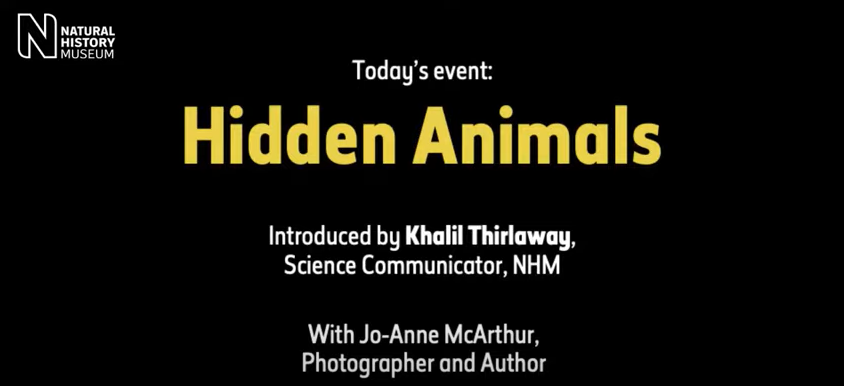 NATURAL
HISTORY
MUSEUM
Today's event:
Hidden Animals
Introduced by Khalil Thirlaway,
Science Communicator, NHM
With Jo-Anne McArthur,
Photographer and Author